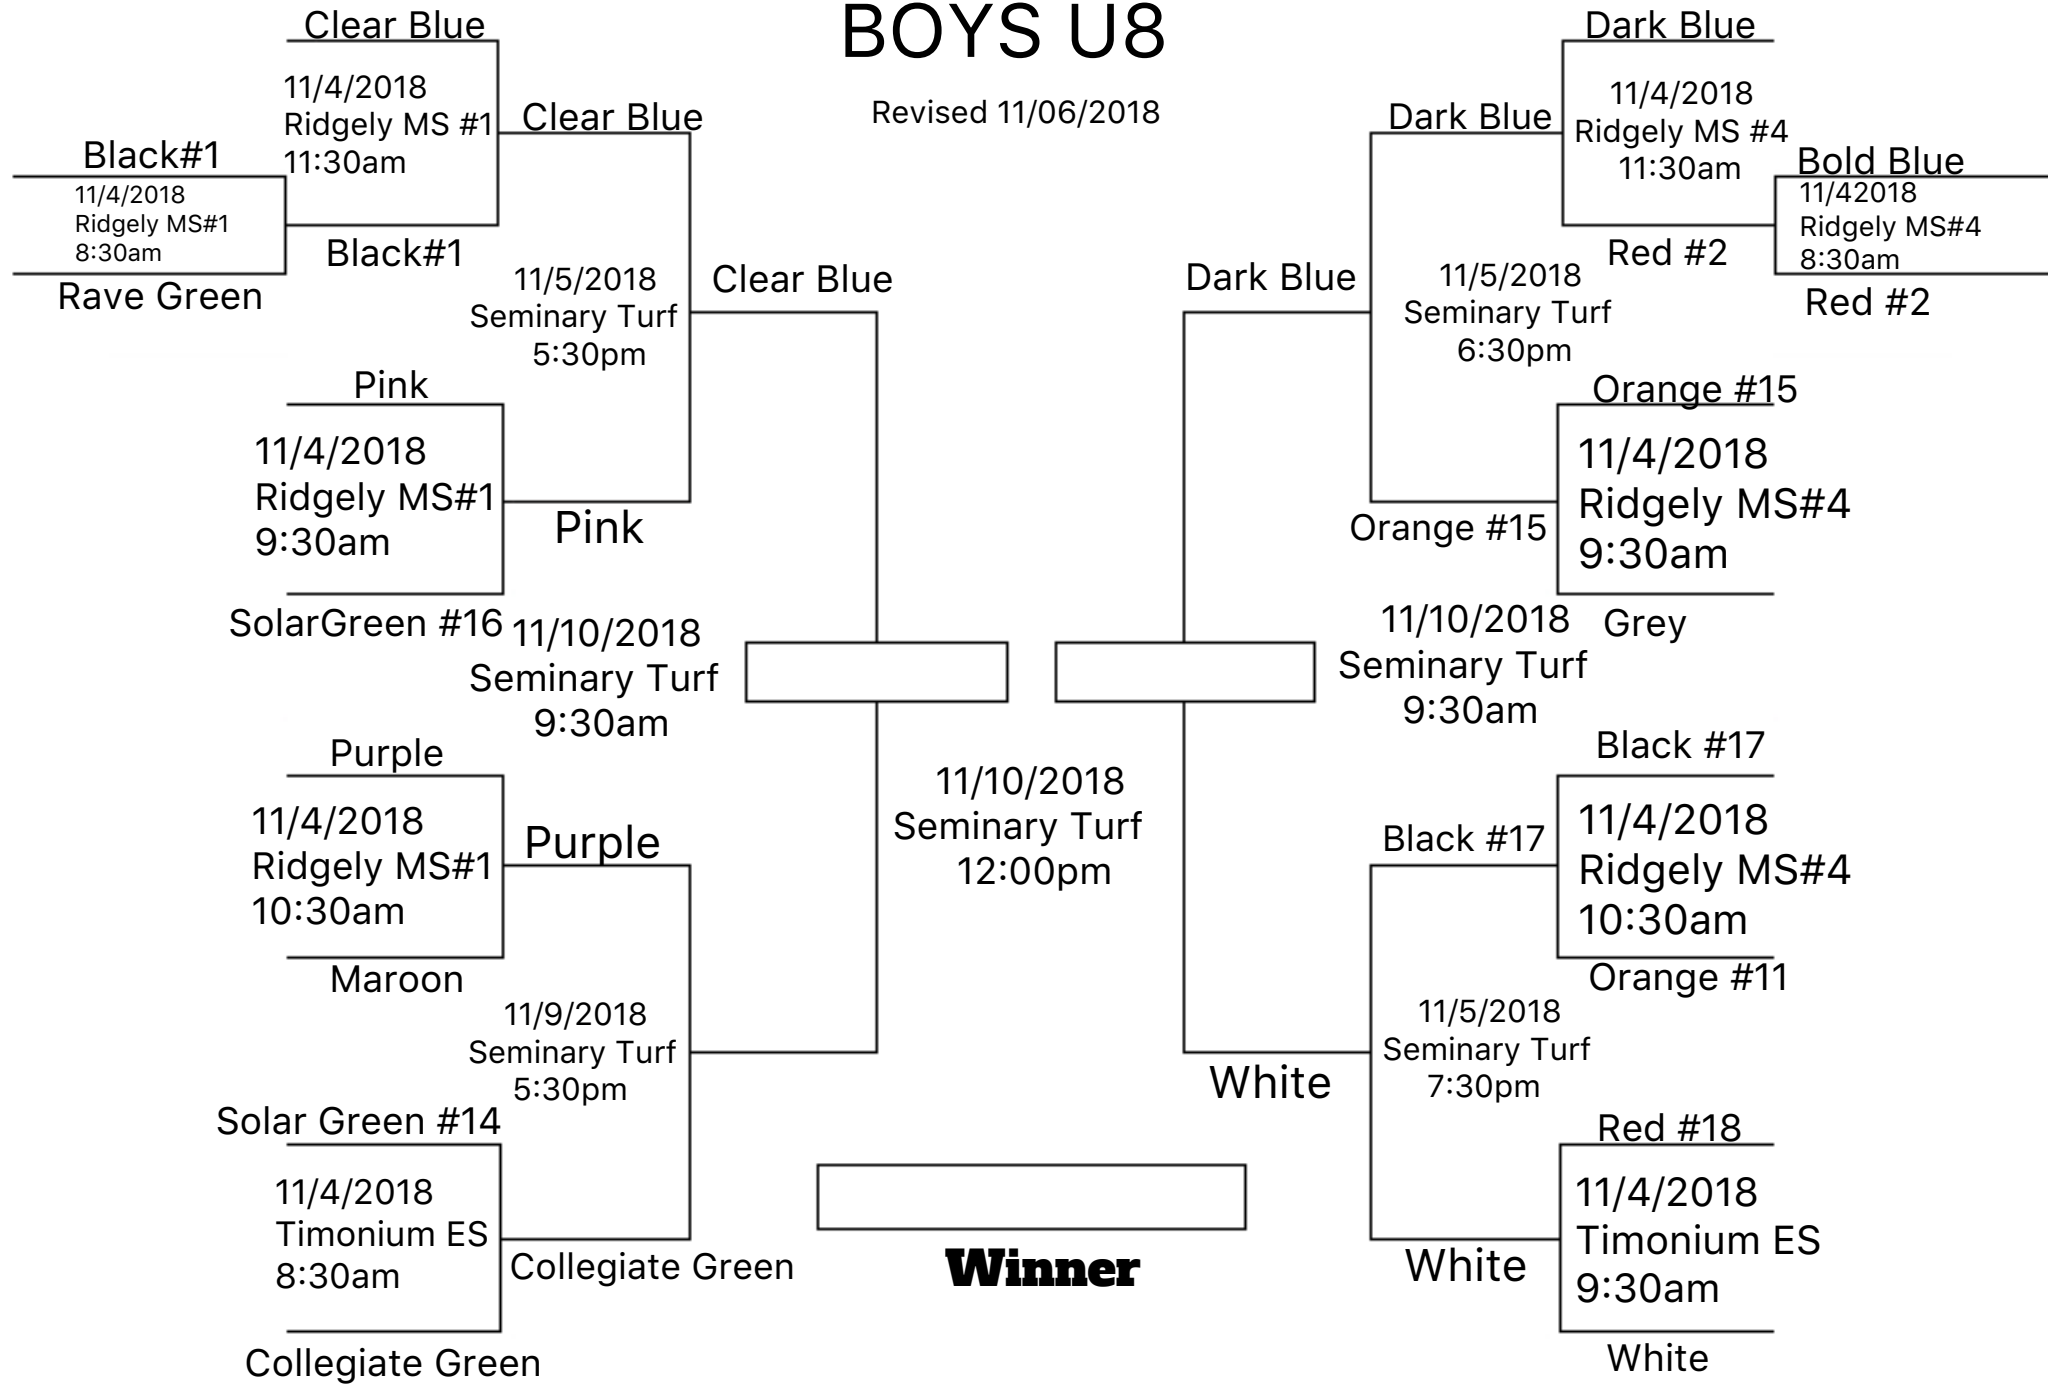 BOYS U8
Revised 11/06/2018
Clear Blue
11/4/2018
Ridgely MS #1
11:30am
Black#1
11/4/2018
Ridgely MS#1
8:30am
Rave Green
Black#1
Clear Blue
11/5/2018
Seminary Turf
5:30pm
Clear Blue
Pink
11/4/2018
Ridgely MS#1
9:30am
SolarGreen #16
Pink
11/10/2018
Seminary Turf
9:30am
Purple
11/4/2018
Ridgely MS#1
10:30am
Maroon
Purple
11/9/2018
Seminary Turf
5:30pm
Solar Green #14
11/4/2018
Timonium ES
8:30am
Collegiate Green
Collegiate Green
11/10/2018
Seminary Turf
12:00pm
Winner
Dark Blue
11/4/2018
Ridgely MS #4
11:30am
Bold Blue
11/42018
Ridgely MS#4
8:30am
Red #2
Red #2
Dark Blue
11/5/2018
Seminary Turf
6:30pm
Dark Blue
Orange #15
11/4/2018
Ridgely MS#4
9:30am
Grey
Orange #15
11/10/2018
Seminary Turf
9:30am
Black #17
11/4/2018
Ridgely MS#4
10:30am
Orange #11
Black #17
11/5/2018
Seminary Turf
7:30pm
White
Red #18
11/4/2018
Timonium ES
9:30am
White
White